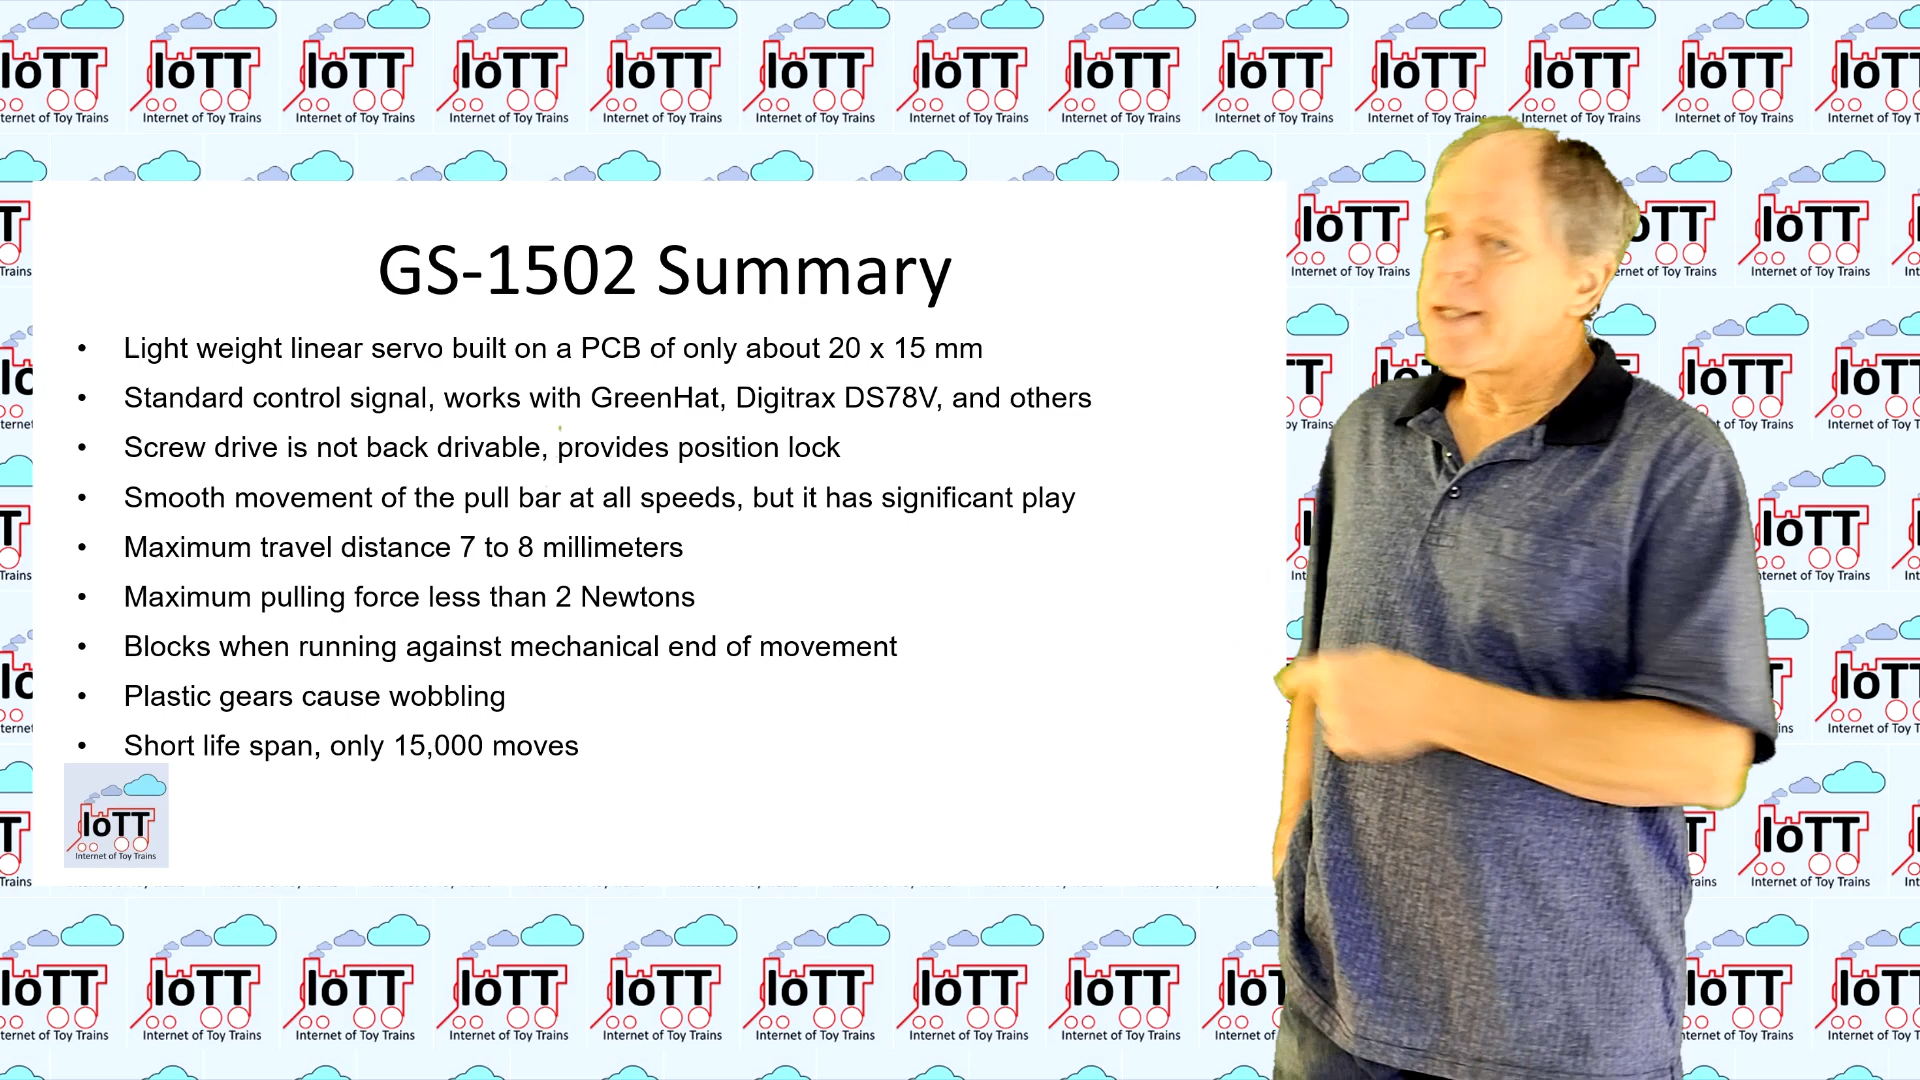 GS-1502 Summary
• Light weight linear servo built on a PCB of only about 20 x 15 mm
• Standard control signal, works with GreenHat, Digitrax DS78V, and others
• Screw drive is not back drivable, provides position lock
• Smooth movement of the pull bar at all speeds, but it has significant play
• Maximum travel distance 7 to 8 millimeters
• Maximum pulling force less than 2 Newtons
• Blocks when running against mechanical end of movement
• Plastic gears cause wobbling
• Short life span, only 15,000 moves
IoTT
Internet of Toy Trains